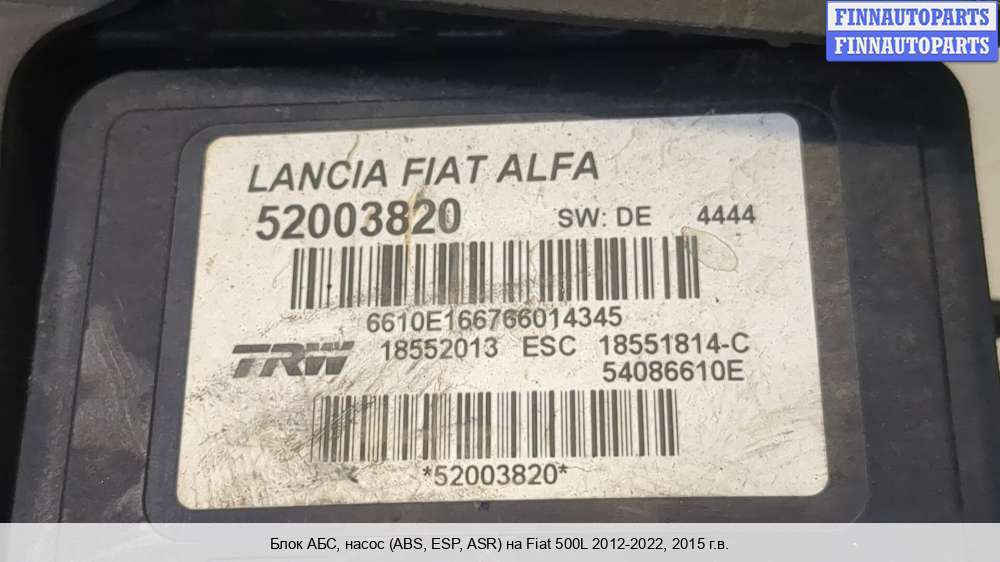 FINNAUTOPARTS
FINNAUTOPARTS
LANCIA FIAT ALFA
52003820 SW: DE 4444
6610E166766014345
TRW 18552013 ESC 18551814-C
54086610E
*52003820*
Блок АБС, насос (ABS, ESP, ASR) на Fiat 500L 2012-2022, 2015 г.в.